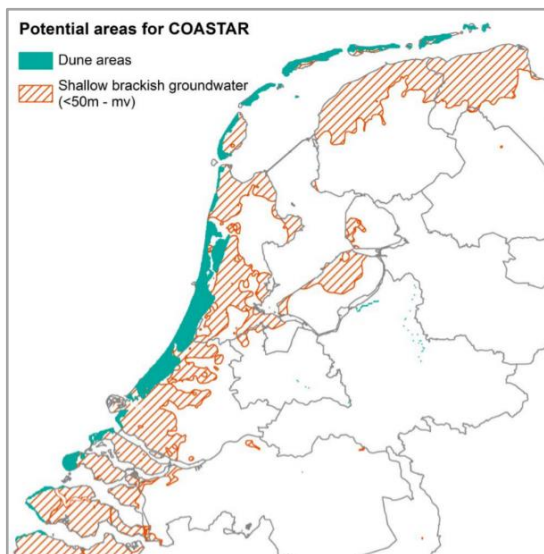 Potential areas for COASTAR
Dune areas
Shallow brackish groundwater
(<50m - mv)